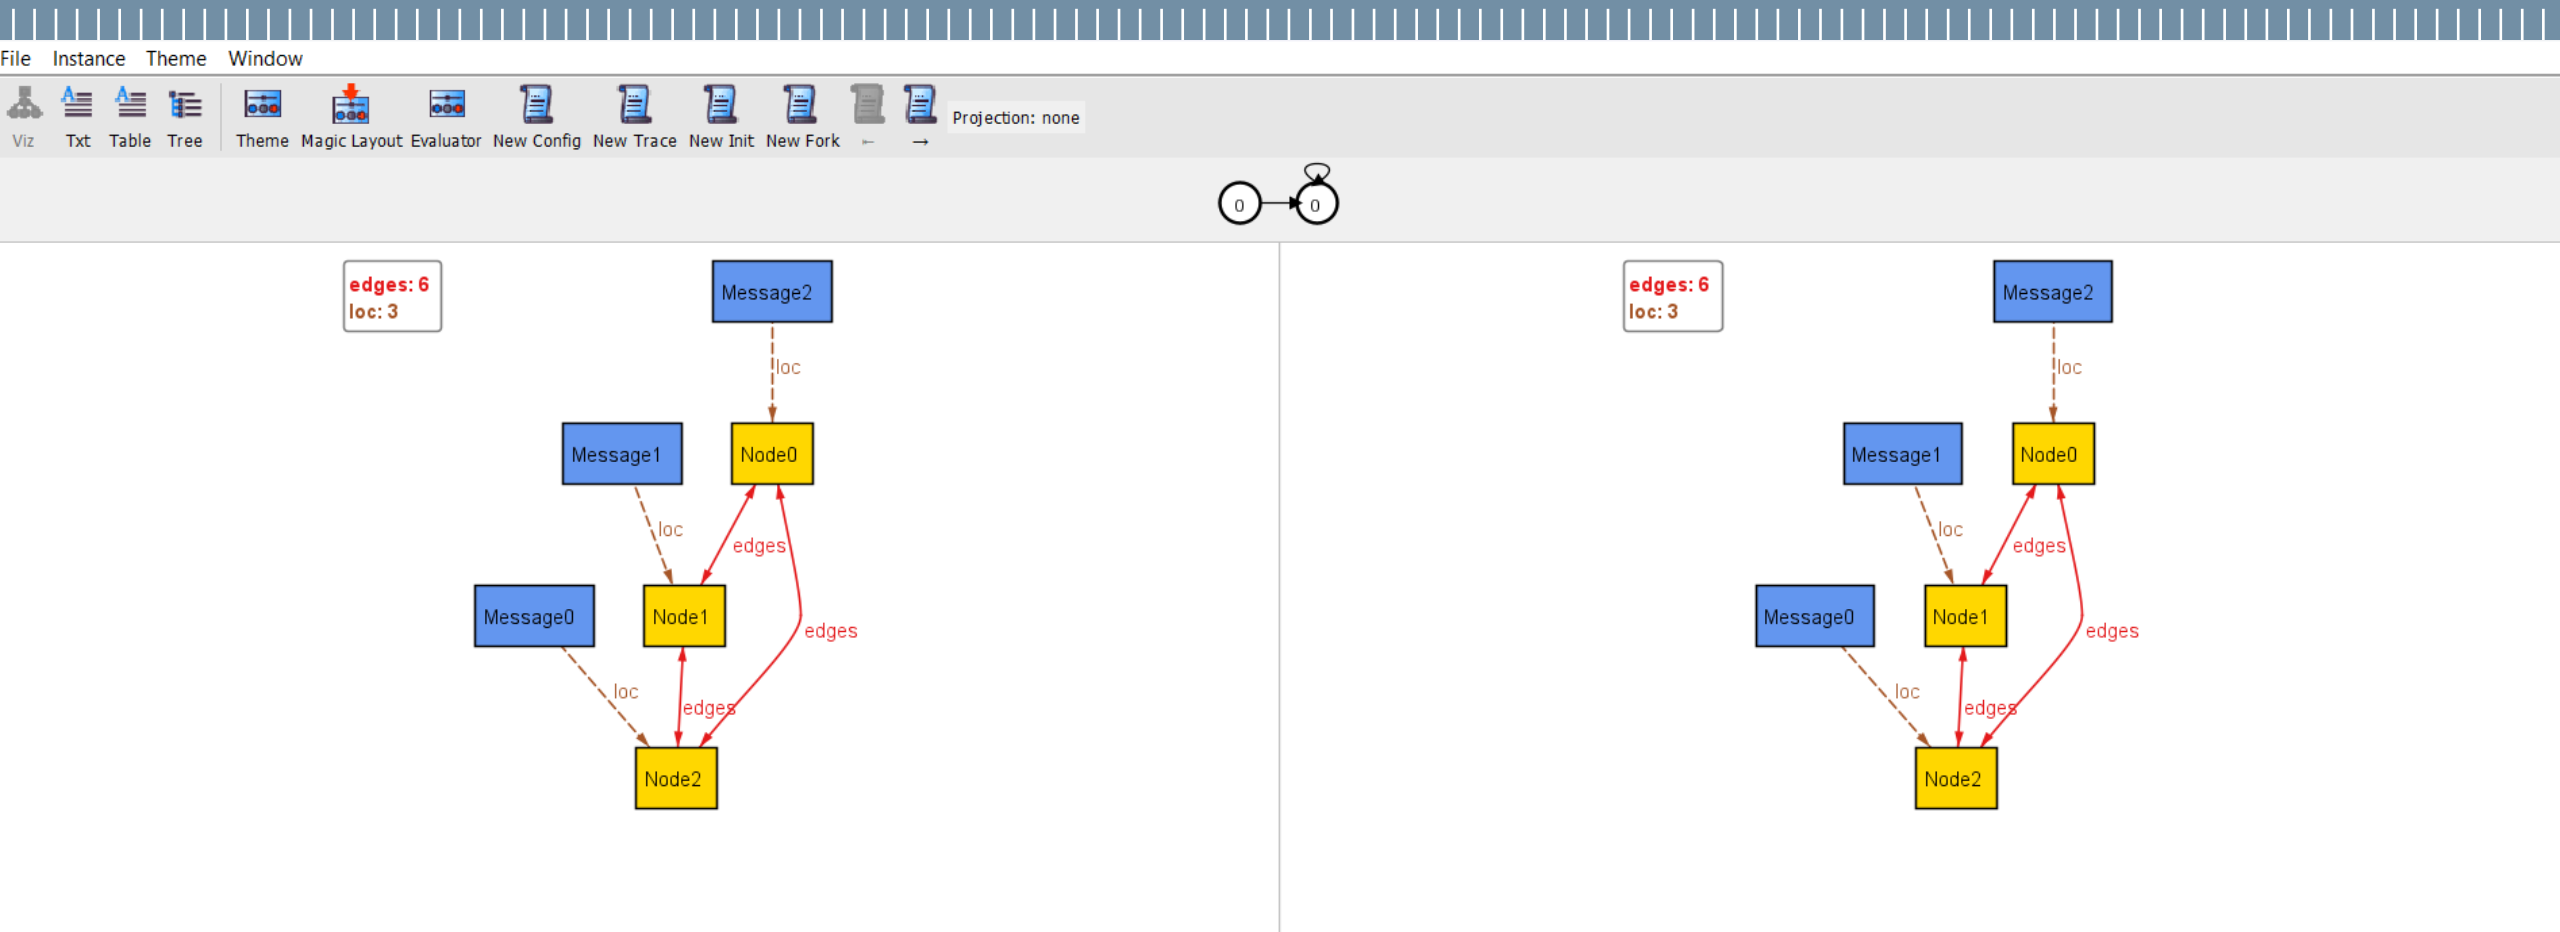 File Instance Theme Window
Viz Txt Table Tree Theme Magic Layout Evaluator New Config New Trace New Init New Fork ← → Projection: none
0 0
edges: 6
loc: 3
Message2
loc
Message1 Node0
loc edges
Message0 Node1 edges
loc edges
Node2
edges: 6
loc: 3
Message2
loc
Message1 Node0
loc edges
Message0 Node1 edges
loc edges
Node2